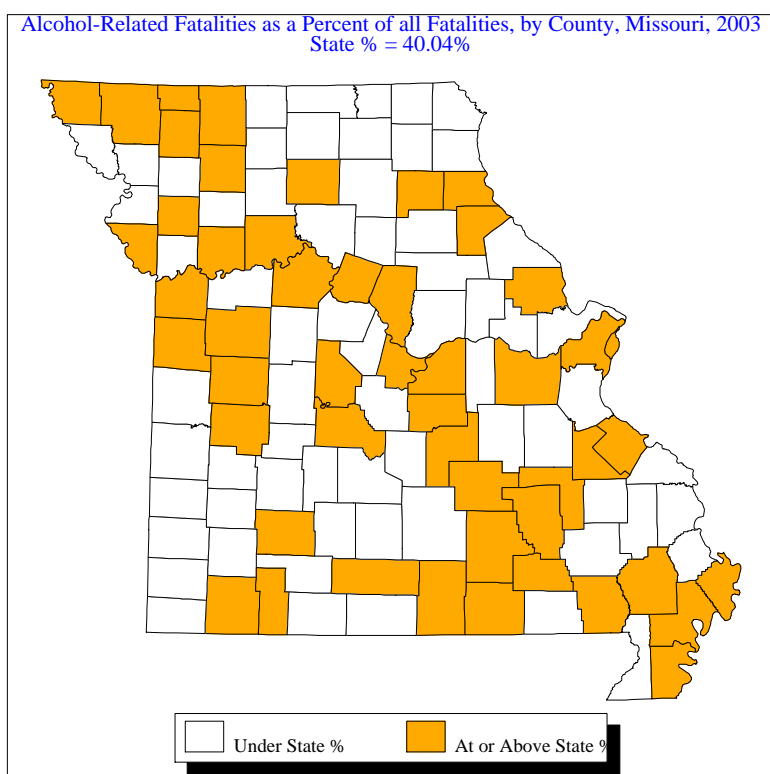 Alcohol-Related Fatalities as a Percent of all Fatalities, by County, Missouri, 2003
State % = 40.04%
Under State %
At or Above State %